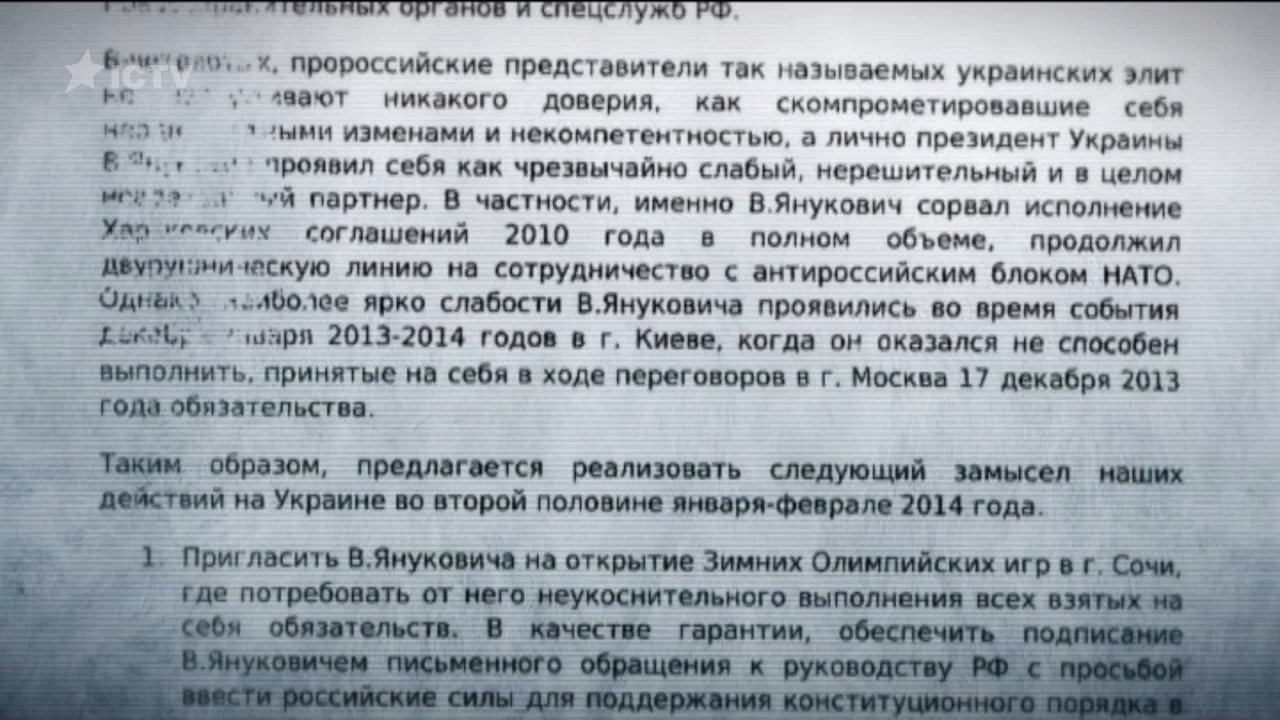 органов и спецслужб РФ.
ICTV
пророссийские представители так называемых украинских элит
никакого доверия, как скомпрометировавшие себя
изменами и некомпетентностью, а лично президент Украины
проявил себя как чрезвычайно слабый, нерешительный и в целом
партнер. В частности, именно В.Янукович сорвал исполнение
соглашений 2010 года в полном объеме, продолжил
двурушническую линию на сотрудничество с антироссийским блоком НАТО.
ярко слабости В.Януковича проявились во время события
2013-2014 годов в г. Киеве, когда он оказался не способен
выполнить, принятые на себя в ходе переговоров в г. Москва 17 декабря 2013
года обязательства.
Таким образом, предлагается реализовать следующий замысел наших
действий на Украине во второй половине января-феврале 2014 года.
1. Пригласить В.Януковича на открытие Зимних Олимпийских игр в г. Сочи,
где потребовать от него неукоснительного выполнения всех взятых на
себя обязательств. В качестве гарантии, обеспечить подписание
В.Януковичем письменного обращения к руководству РФ с просьбой
ввести российские силы для поддержания конституционного порядка в